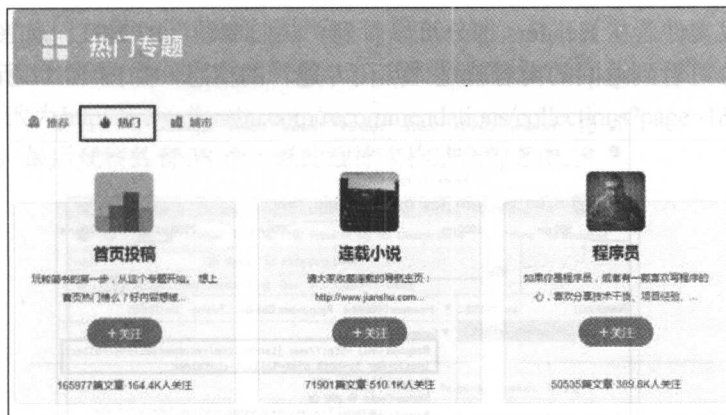 热门专题
推荐 热门 城市
首页投稿
玩转简书的第一步,从这个专题开始。 想上
首页热门榜么?好内容想被...
+关注
165977篇文章·164.4K人关注
连载小说
请大家收藏连载的导航主页:
http://www.jianshu.com...
+关注
71901篇文章·510.1K人关注
程序员
如果你是程序员,或者有一颗喜欢写程序的
心,喜欢分享技术干货、项目经验、...
+关注
50535篇文章·389.8K人关注